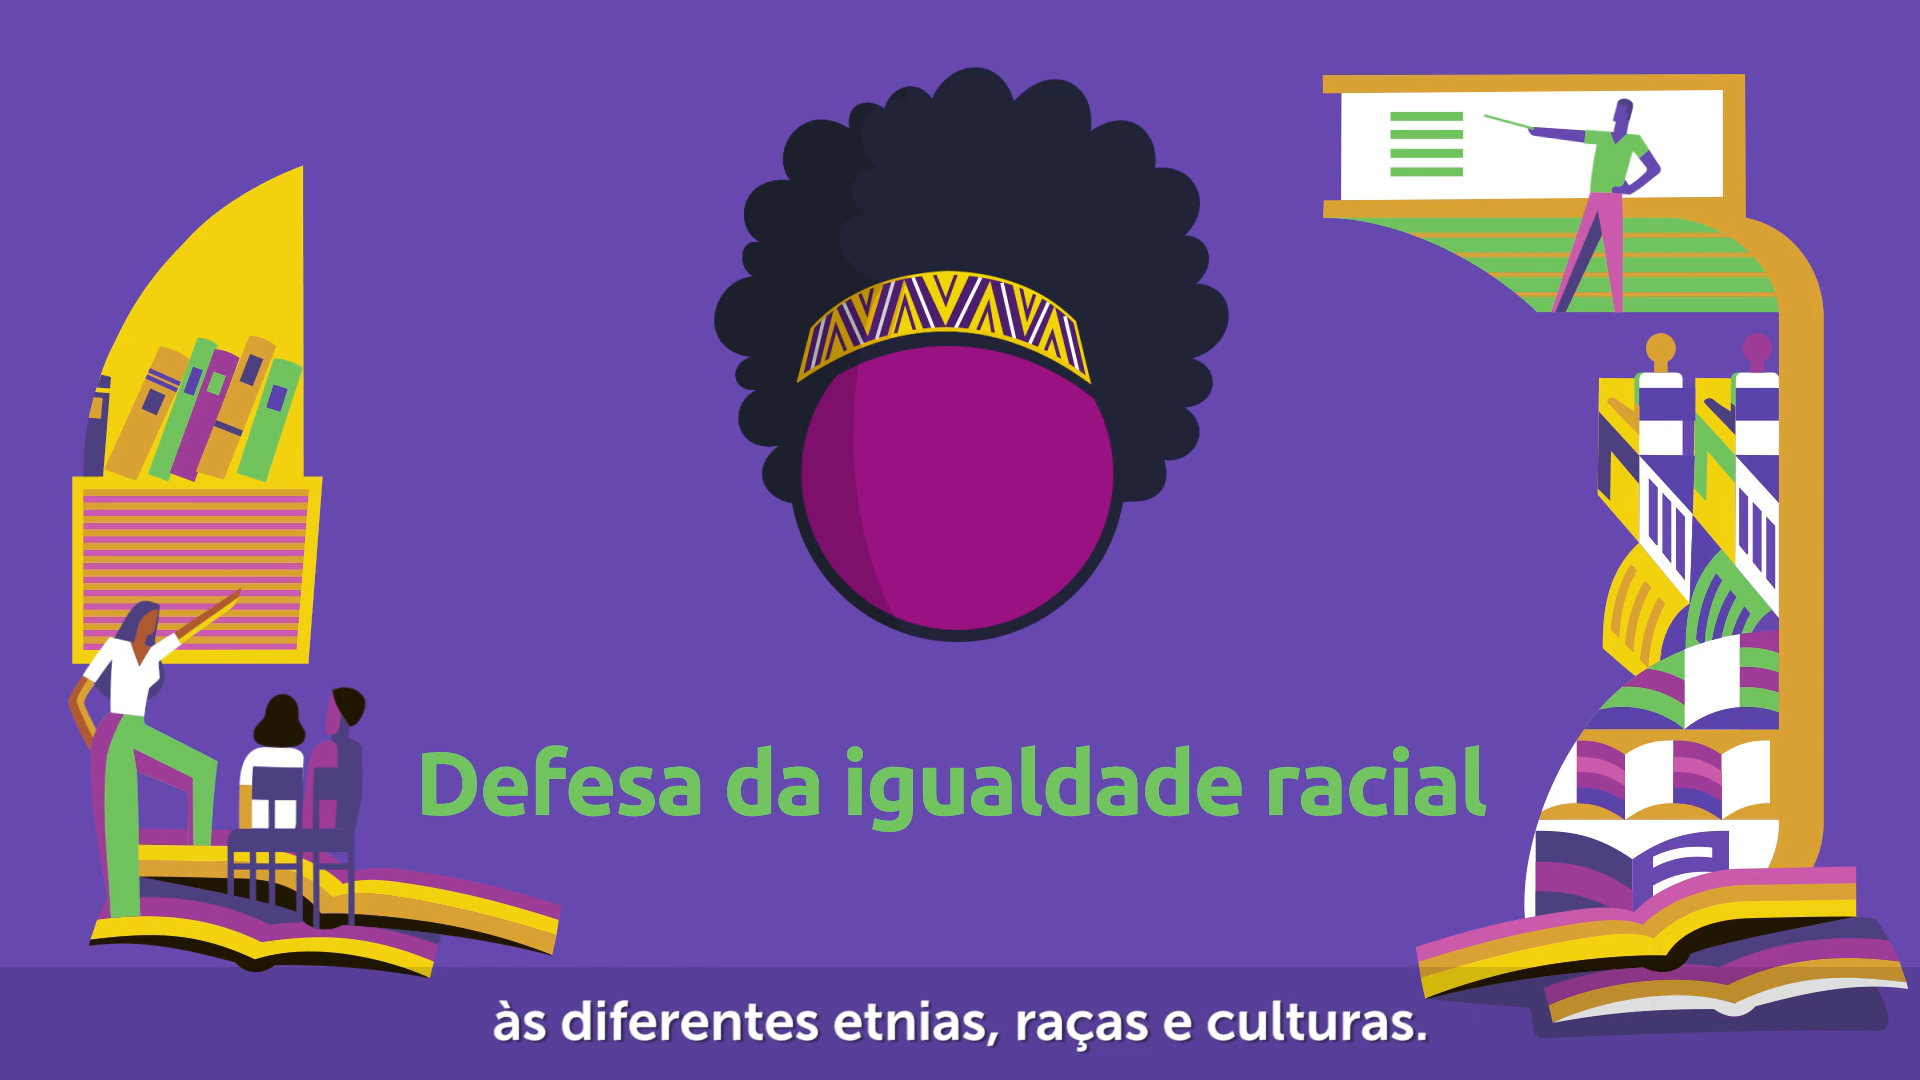 Defesa da igualdade racial
às diferentes etnias, raças e culturas.